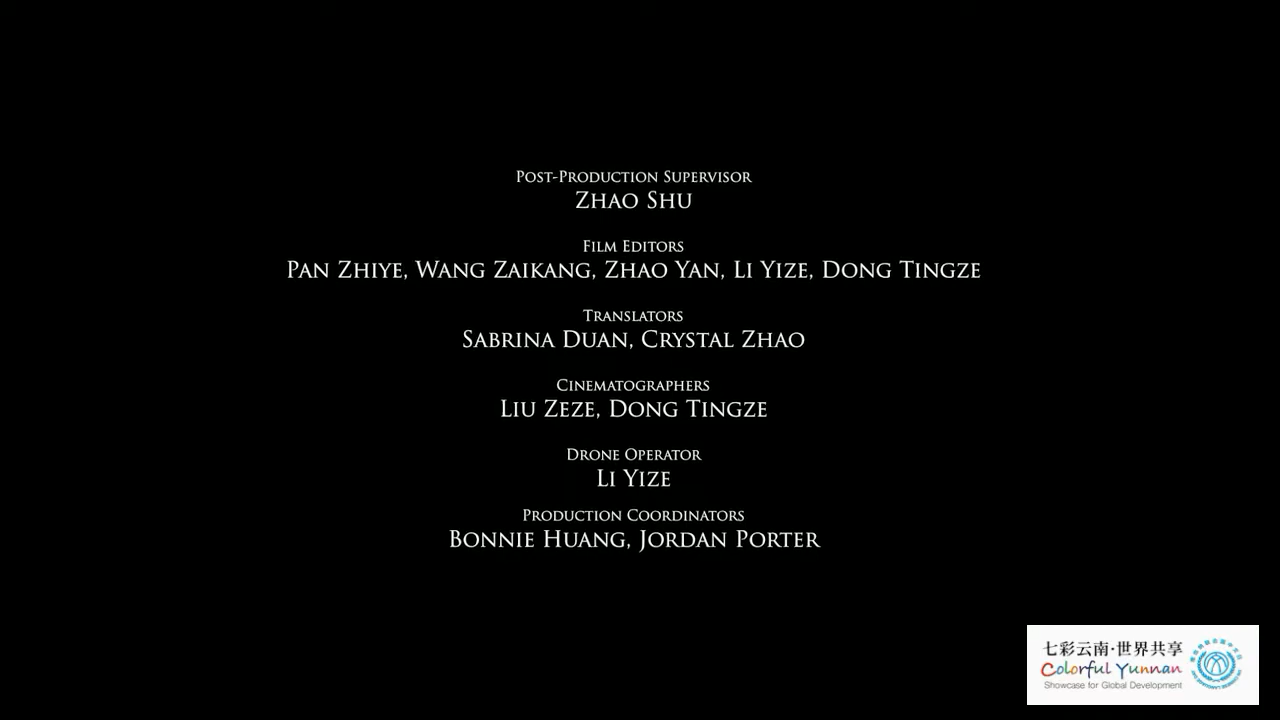 Post-Production Supervisor
Zhao Shu
Film Editors
Pan Zhiye, Wang Zaikang, Zhao Yan, Li Yize, Dong Tingze
Translators
Sabrina Duan, Crystal Zhao
Cinematographers
Liu Zeze, Dong Tingze
Drone Operator
Li Yize
Production Coordinators
Bonnie Huang, Jordan Porter
七彩云南·世界共享
Colorful Yunnan
Showcase for Global Development